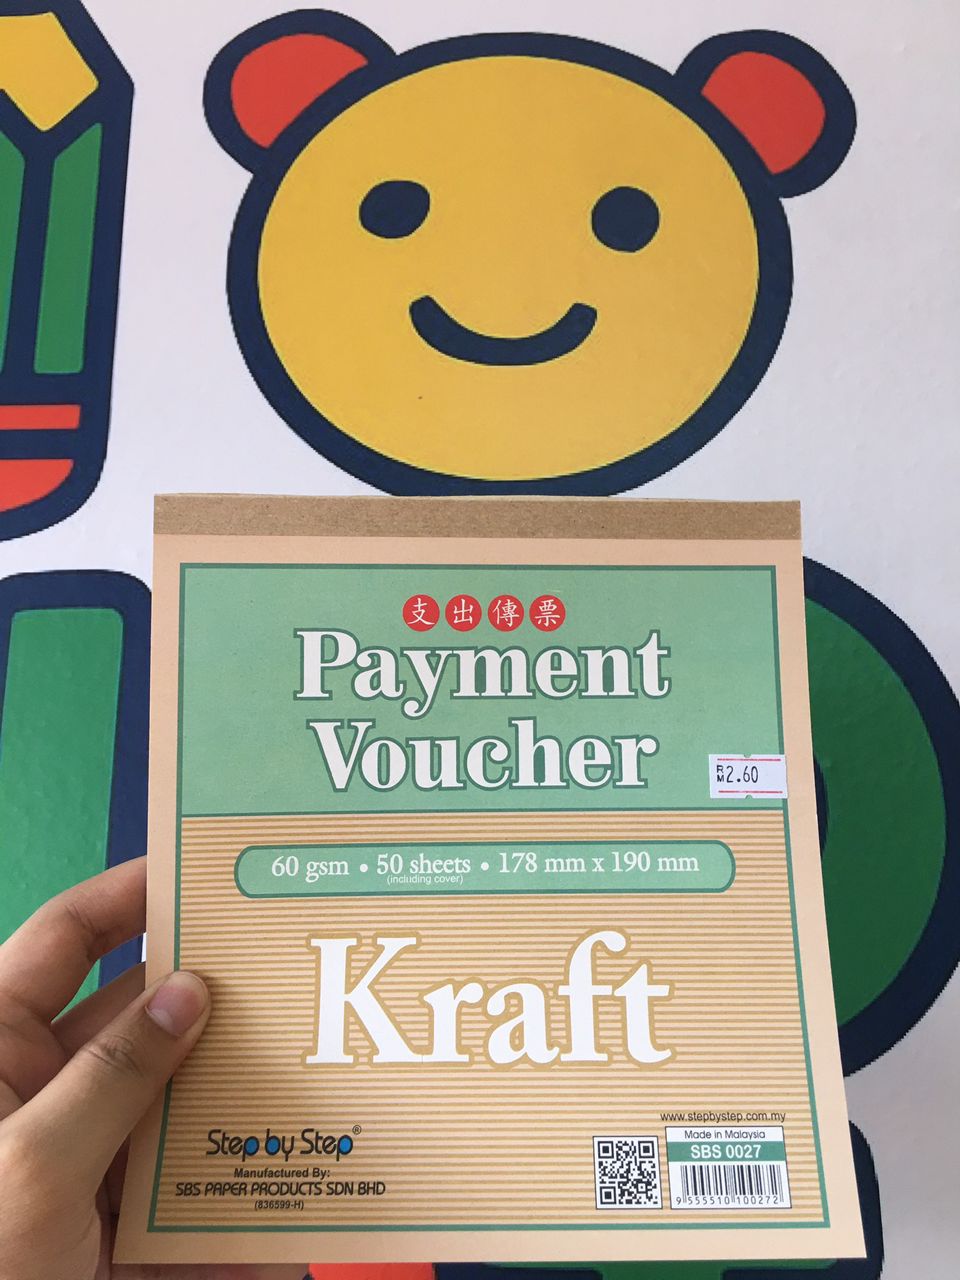 支出傳票
Payment
Voucher
RM2.60
60 gsm • 50 sheets • 178 mm x 190 mm
(including cover)
Kraft
www.stepbystep.com.my
Step by Step®
Manufactured By:
SBS PAPER PRODUCTS SDN BHD
(836599-H)
Made in Malaysia
SBS 0027
9 555510 100272